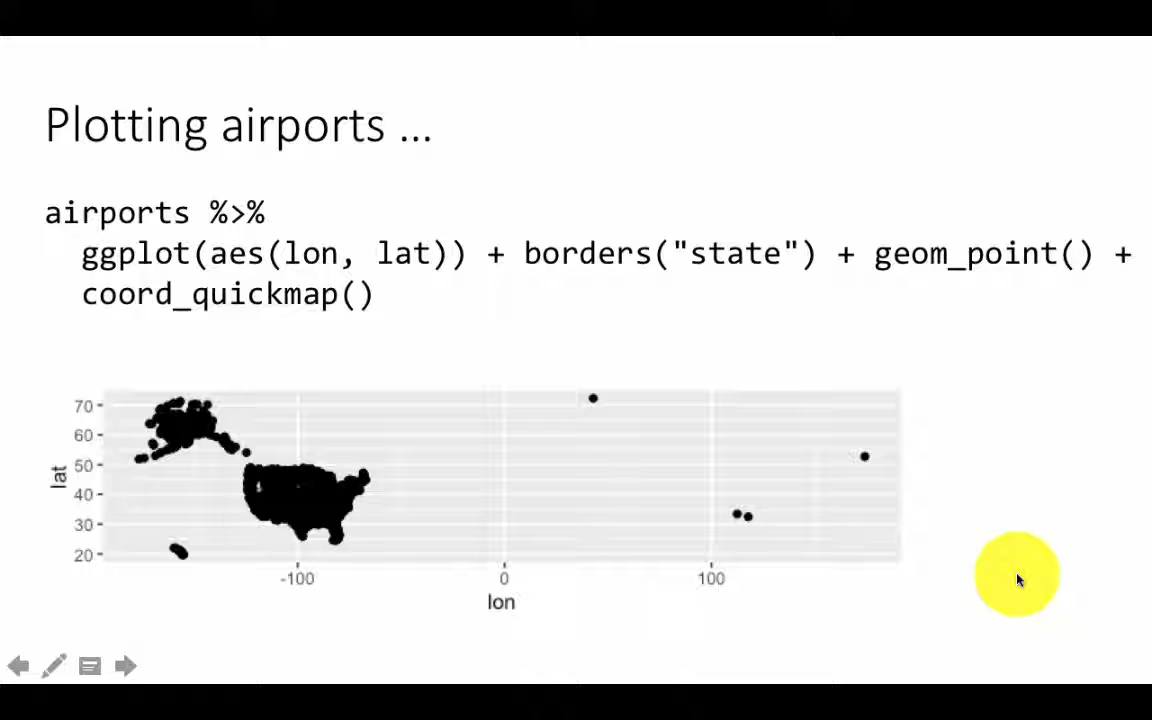 Plotting airports ...
airports %>%
ggplot(aes(lon, lat)) + borders("state") + geom_point() +
coord_quickmap()
70
60
50
40
30
20
lat
-100 0 100
lon